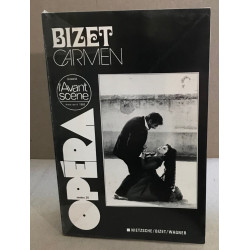 BIZET
CARMEN
l'Avant
scène
OPÉRA
NIETZSCHE/BIZET/WAGNER